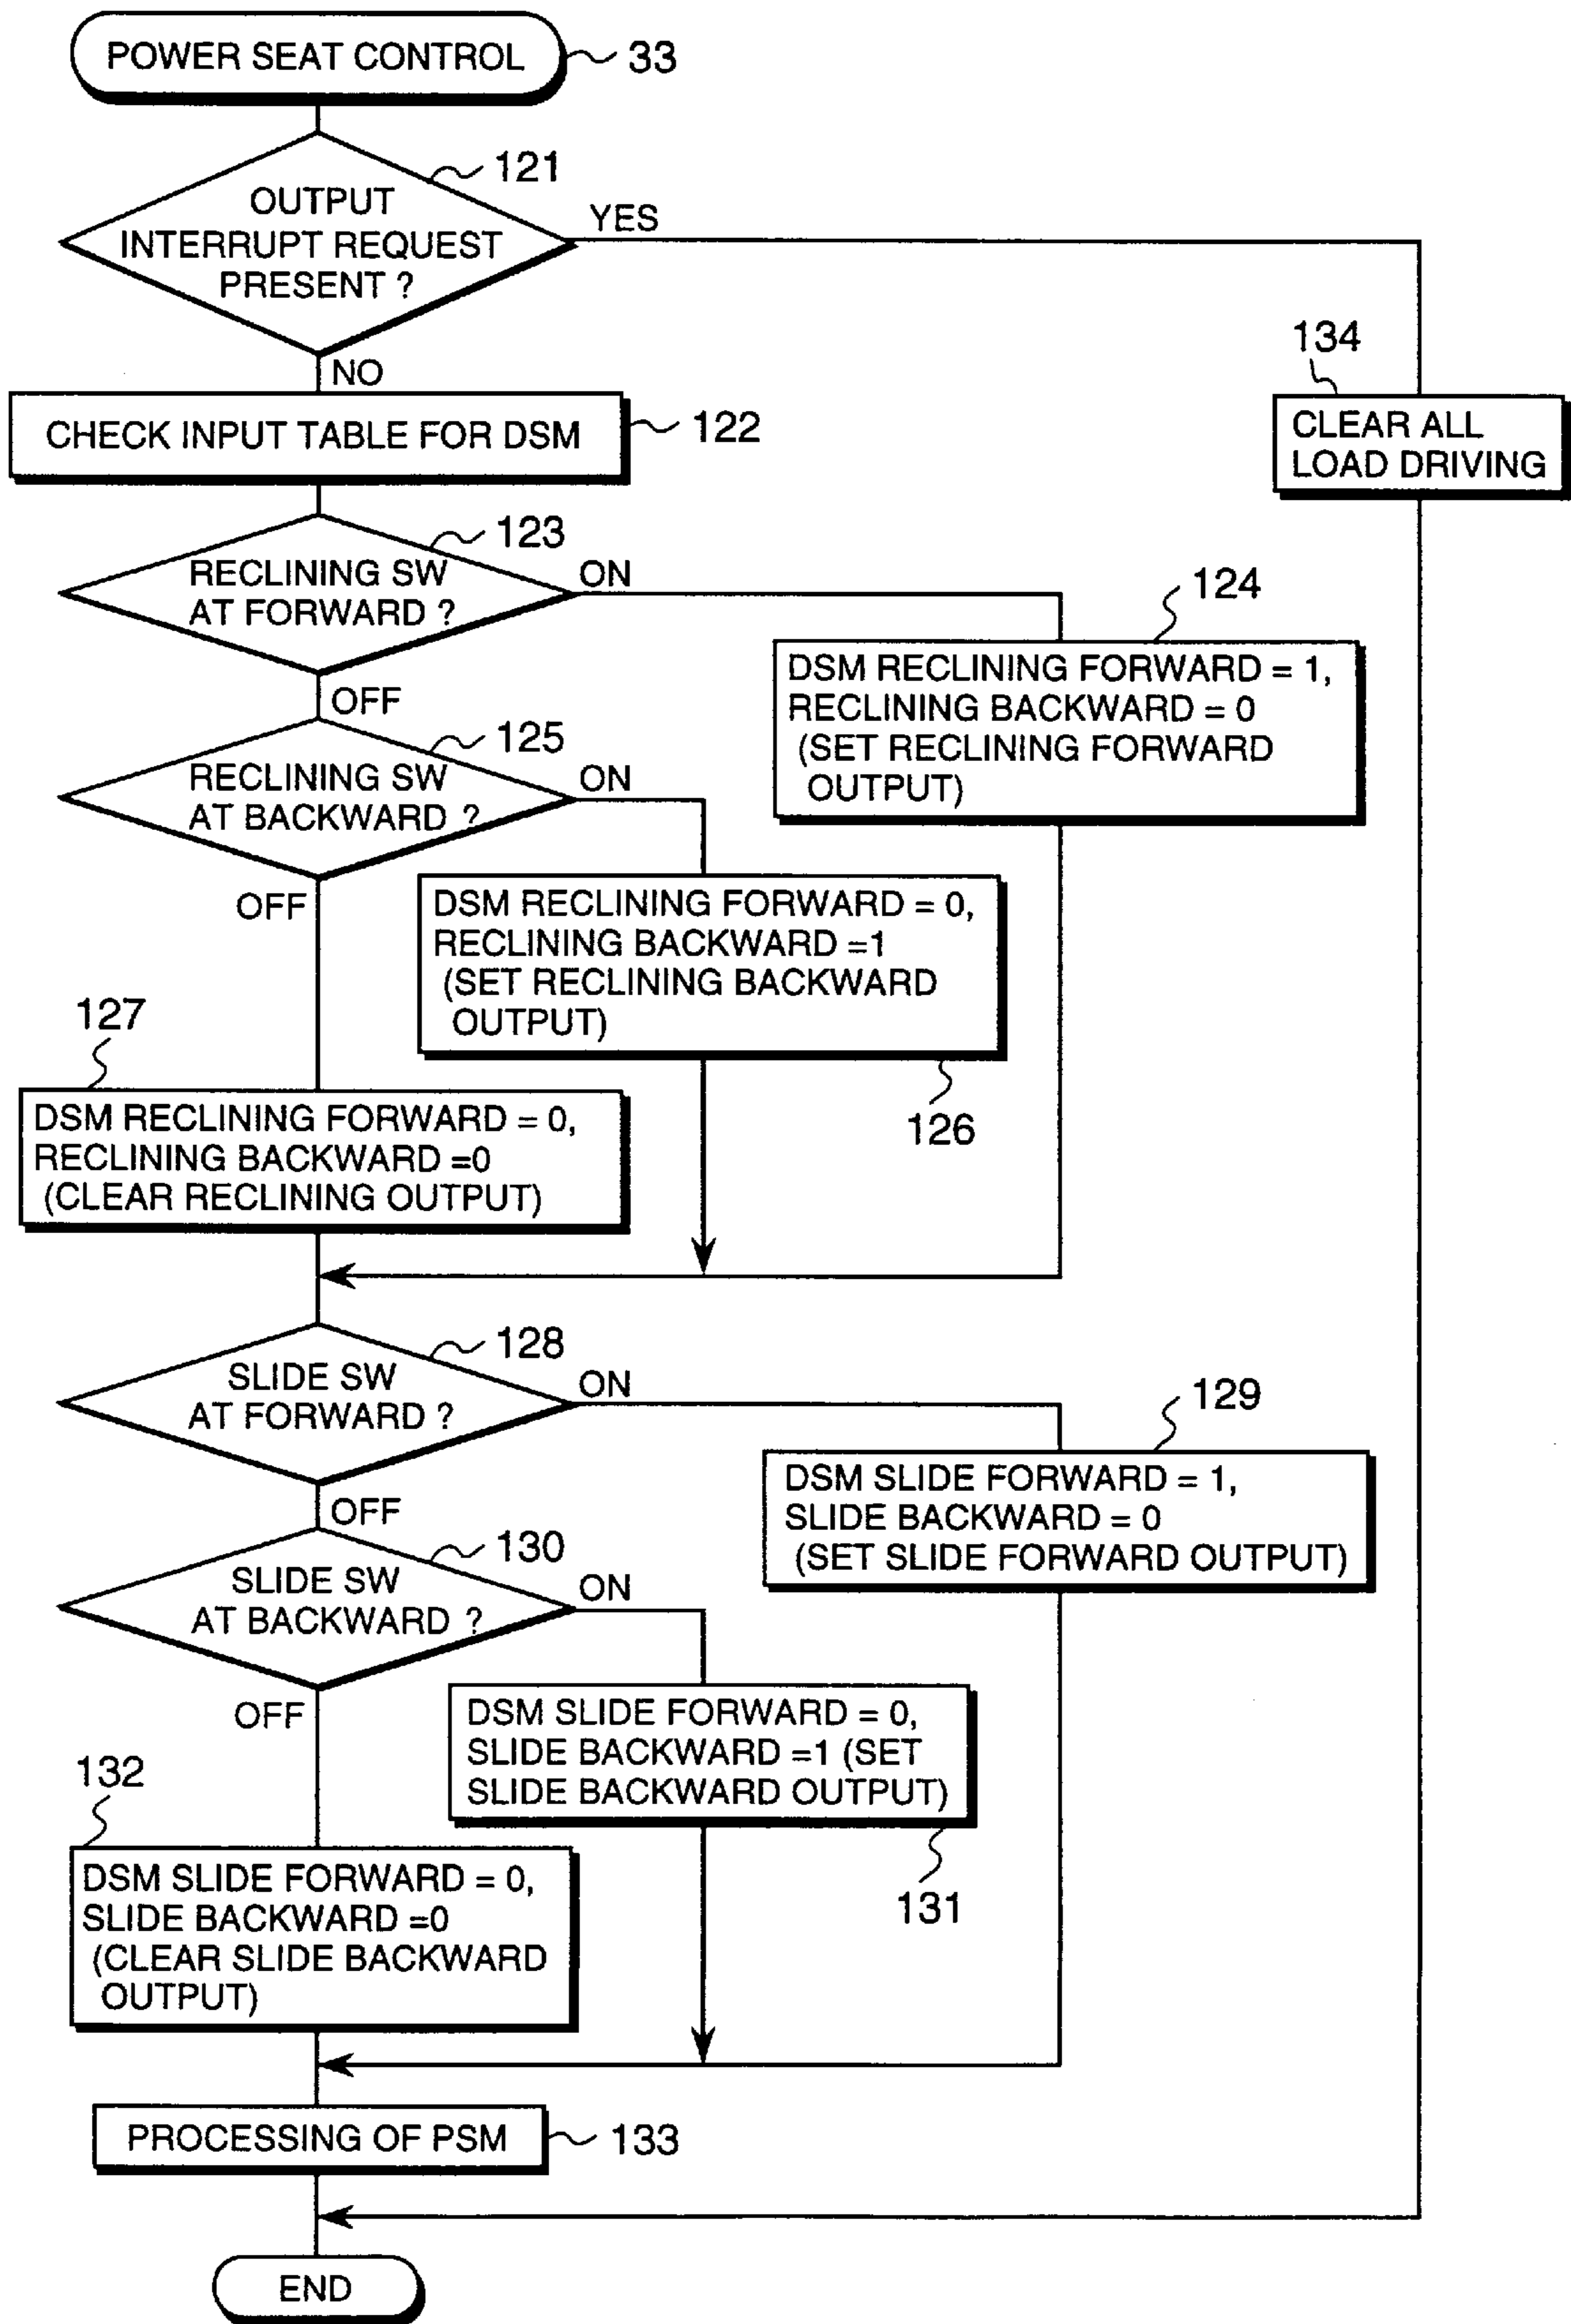 POWER SEAT CONTROL
33
121
OUTPUT
INTERRUPT REQUEST
PRESENT ?
YES
NO
134
CLEAR ALL
LOAD DRIVING
CHECK INPUT TABLE FOR DSM
122
123
RECLINING SW
AT FORWARD ?
ON
OFF
124
DSM RECLINING FORWARD = 1,
RECLINING BACKWARD = 0
(SET RECLINING FORWARD
OUTPUT)
125
RECLINING SW
AT BACKWARD ?
ON
OFF
DSM RECLINING FORWARD = 0,
RECLINING BACKWARD =1
(SET RECLINING BACKWARD
OUTPUT)
126
127
DSM RECLINING FORWARD = 0,
RECLINING BACKWARD =0
(CLEAR RECLINING OUTPUT)
128
SLIDE SW
AT FORWARD ?
ON
OFF
129
DSM SLIDE FORWARD = 1,
SLIDE BACKWARD = 0
(SET SLIDE FORWARD OUTPUT)
130
SLIDE SW
AT BACKWARD ?
ON
OFF
DSM SLIDE FORWARD = 0,
SLIDE BACKWARD =1 (SET
SLIDE BACKWARD OUTPUT)
131
132
DSM SLIDE FORWARD = 0,
SLIDE BACKWARD =0
(CLEAR SLIDE BACKWARD
OUTPUT)
PROCESSING OF PSM
133
END